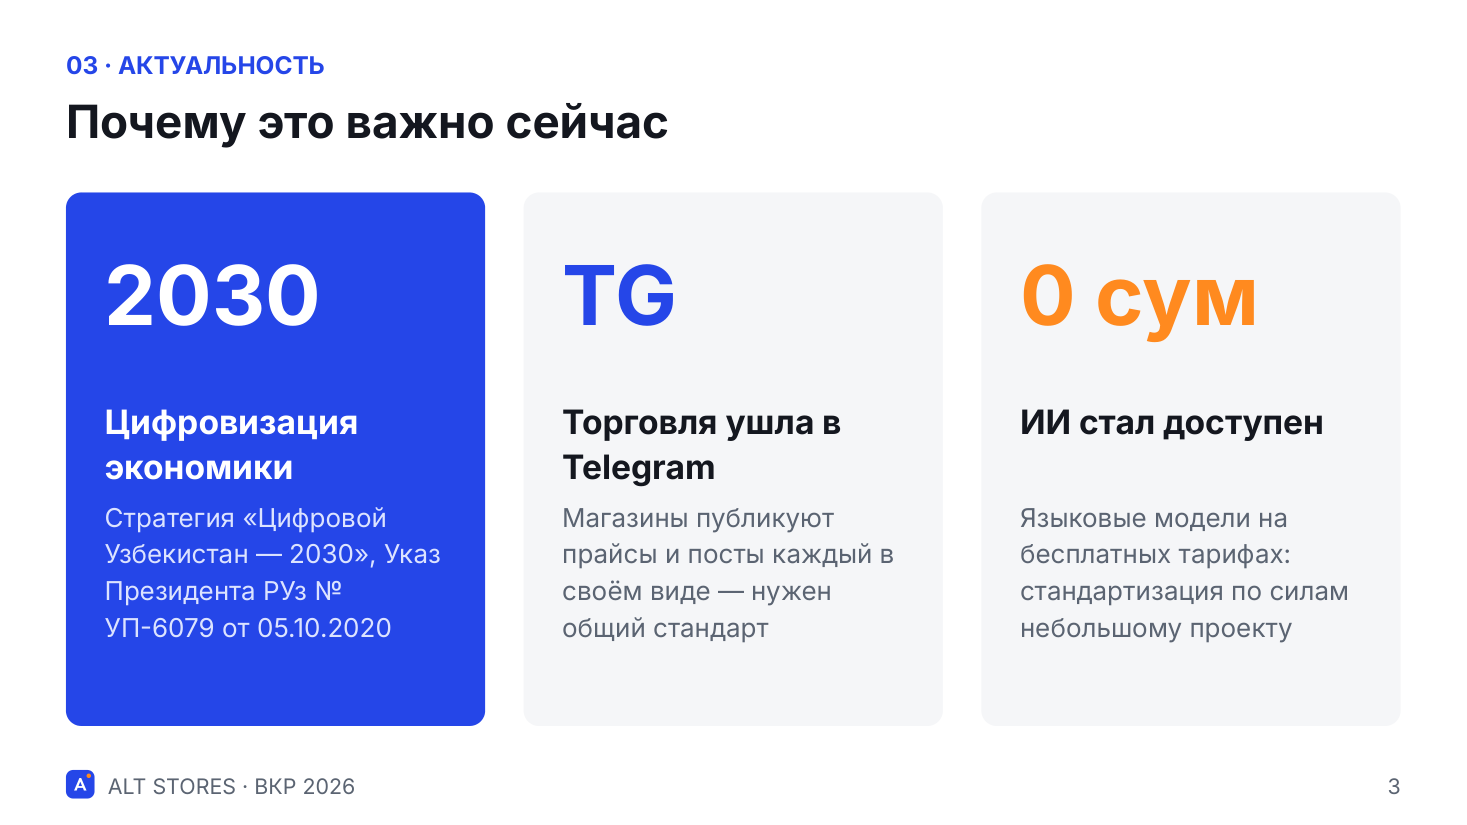 03 · АКТУАЛЬНОСТЬ
Почему это важно сейчас
2030
Цифровизация
экономики
Стратегия «Цифровой
Узбекистан — 2030», Указ
Президента РУз №
УП-6079 от 05.10.2020
TG
Торговля ушла в
Telegram
Магазины публикуют
прайсы и посты каждый в
своём виде — нужен
общий стандарт
0 сум
ИИ стал доступен
Языковые модели на
бесплатных тарифах:
стандартизация по силам
небольшому проекту
A
ALT STORES · ВКР 2026
3